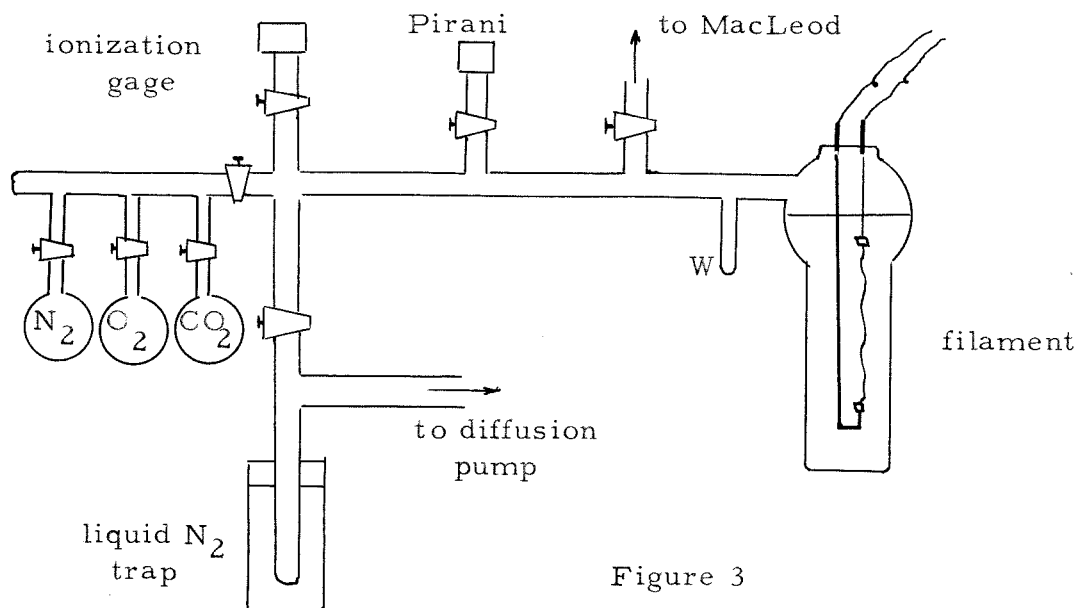 ionization
gage
Pirani
to MacLeod
N2
O2
CO2
W
filament
to diffusion
pump
liquid N2
trap
Figure 3